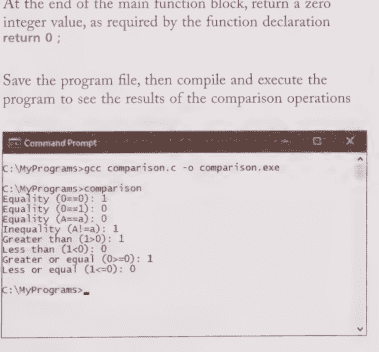 At the end of the main function block, return a zero
integer value, as required by the function declaration
return 0 ;
Save the program file, then compile and execute the
program to see the results of the comparison operations
Command Prompt
C:\MyPrograms>gcc comparison.c -o comparison.exe
C:\MyPrograms>comparison
Equality (0==0): 1
Equality (0==1): 0
Equality (A==a): 0
Inequality (A!=a): 1
Greater than (1>0): 1
Less than (1<0): 0
Greater or equal (0>=0): 1
Less or equal (1<=0): 0
C:\MyPrograms>_